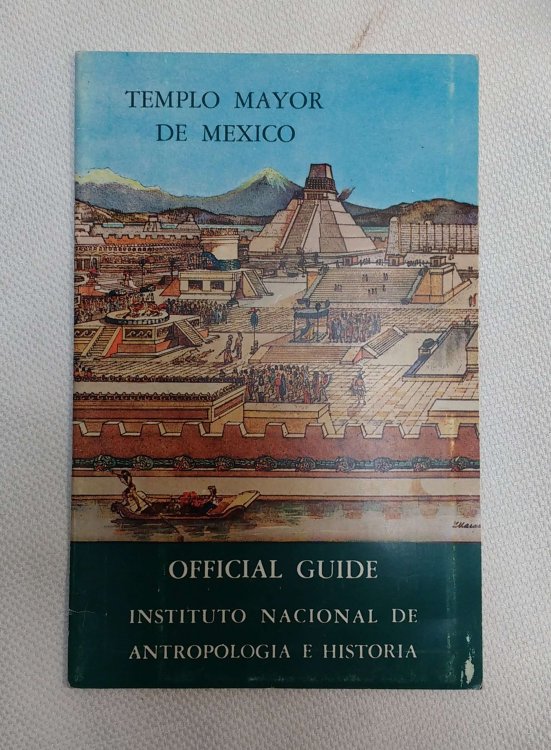 TEMPLO MAYOR
DE MEXICO
OFFICIAL GUIDE
INSTITUTO NACIONAL DE
ANTROPOLOGIA E HISTORIA